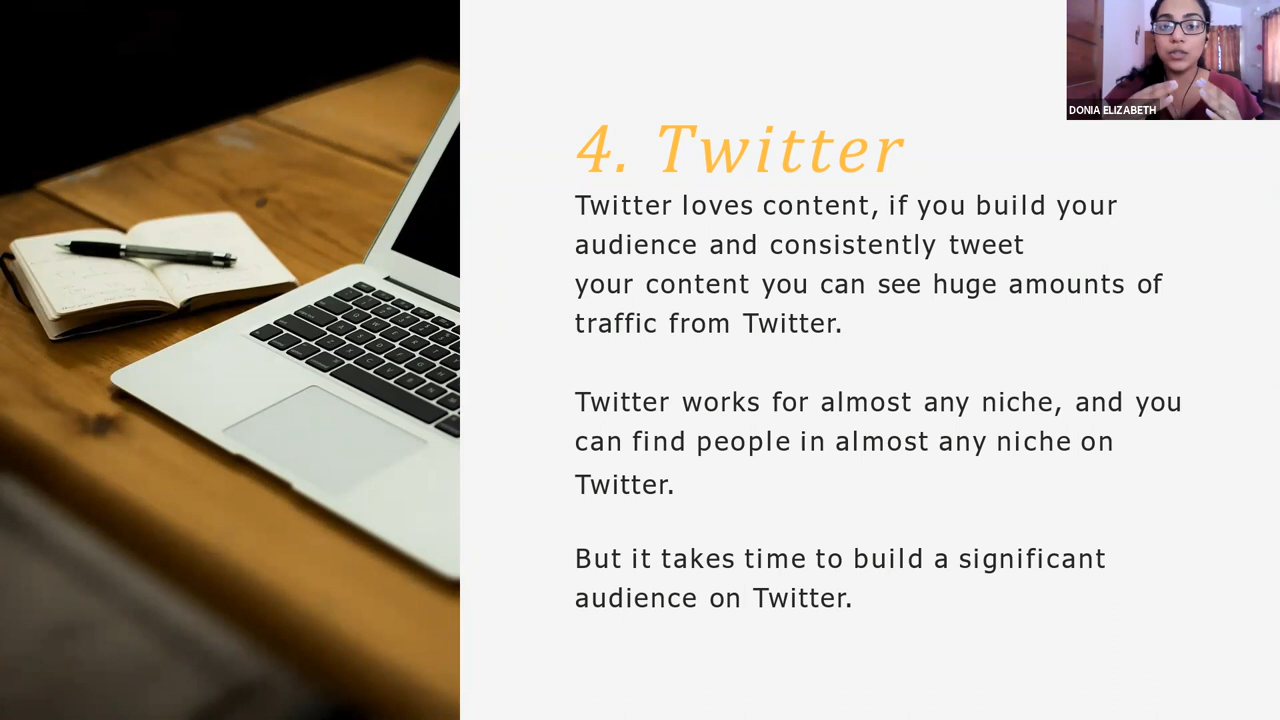 DONIA ELIZABETH
4. Twitter
Twitter loves content, if you build your
audience and consistently tweet
your content you can see huge amounts of
traffic from Twitter.
Twitter works for almost any niche, and you
can find people in almost any niche on
Twitter.
But it takes time to build a significant
audience on Twitter.